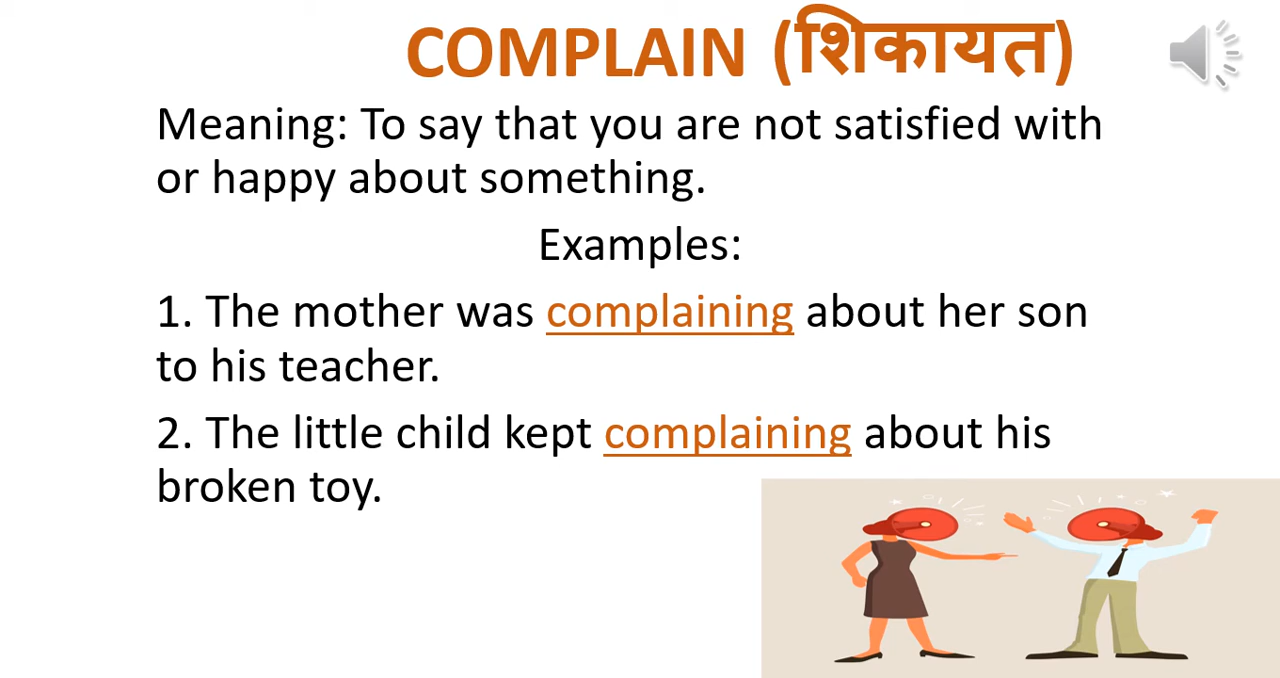 COMPLAIN (शिकायत)
Meaning: To say that you are not satisfied with
or happy about something.
Examples:
1. The mother was complaining about her son
to his teacher.
2. The little child kept complaining about his
broken toy.